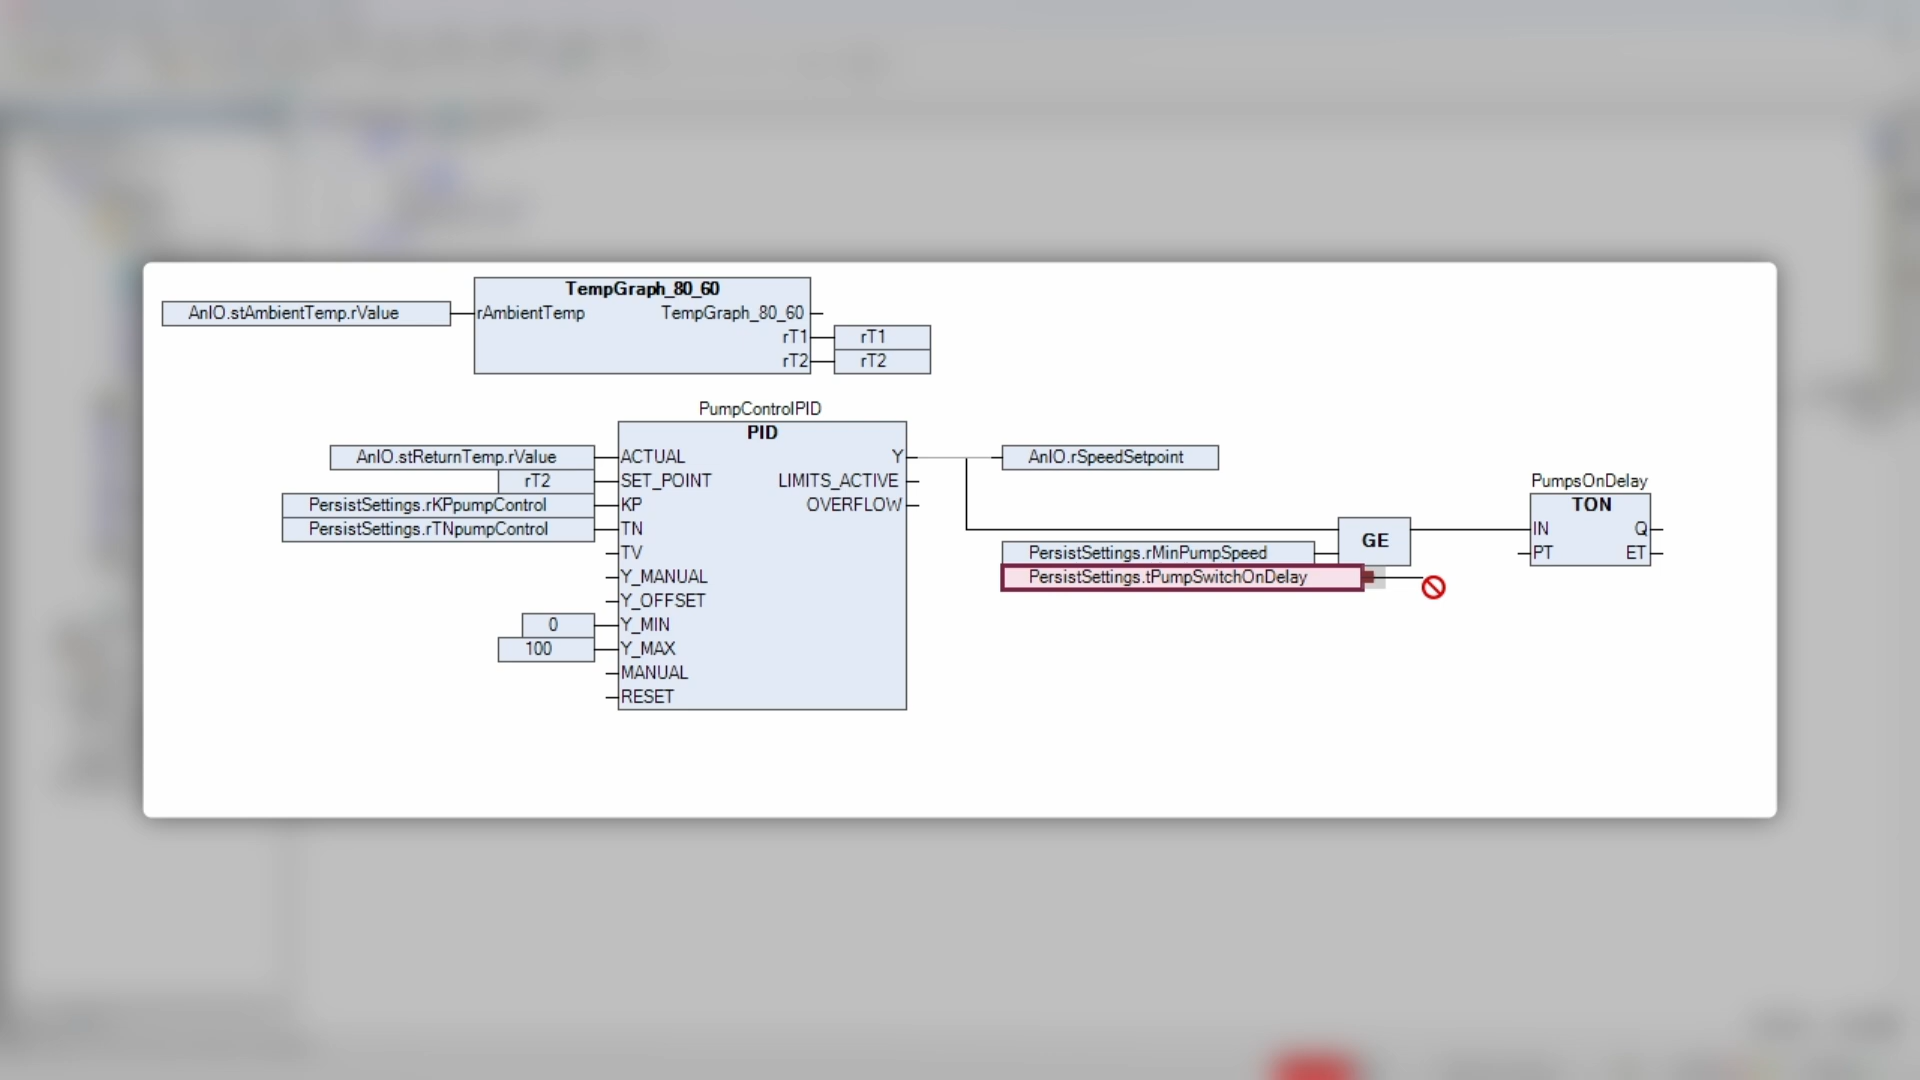 TempGraph_80_60
AnIO.stAmbientTemp.rValue
rAmbientTemp
TempGraph_80_60
rT1
rT1
rT2
rT2
PumpControlPID
PID
AnIO.stReturnTemp.rValue
ACTUAL
Y
AnIO.rSpeedSetpoint
rT2
SET_POINT
LIMITS_ACTIVE
PersistSettings.rKPpumpControl
KP
OVERFLOW
PersistSettings.rTNpumpControl
TN
TV
Y_MANUAL
Y_OFFSET
0
Y_MIN
100
Y_MAX
MANUAL
RESET
GE
PersistSettings.rMinPumpSpeed
PersistSettings.tPumpSwitchOnDelay
PumpsOnDelay
TON
IN
Q
PT
ET